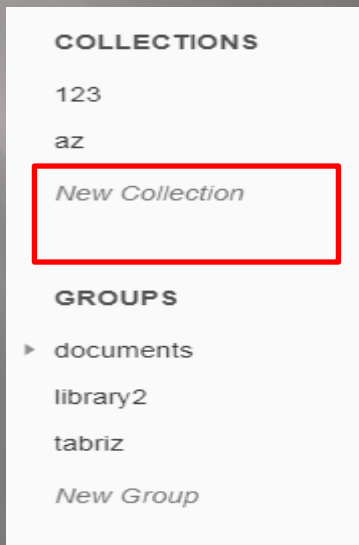 COLLECTIONS
123
az
New Collection
GROUPS
documents
library2
tabriz
New Group